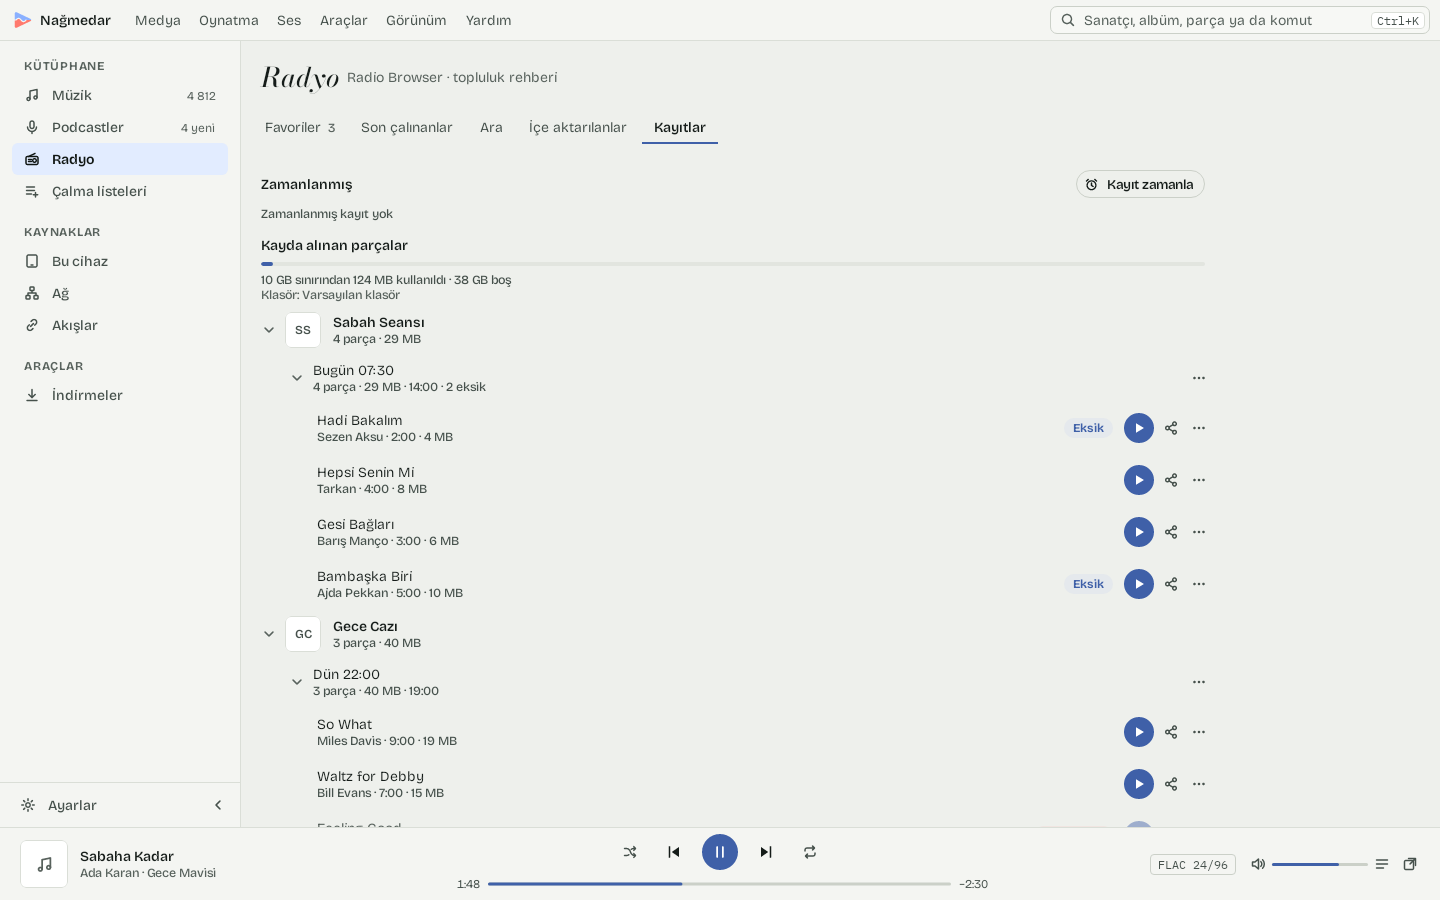 Nağmedar
Medya Oynatma Ses Araçlar Görünüm Yardım
Sanatçı, albüm, parça ya da komut Ctrl+K
KÜTÜPHANE
Müzik 4 812
Podcastler 4 yeni
Radyo
Çalma listeleri
KAYNAKLAR
Bu cihaz
Ağ
Akışlar
ARAÇLAR
İndirmeler
Ayarlar
Radyo Radio Browser · topluluk rehberi
Favoriler 3 Son çalınanlar Ara İçe aktarılanlar Kayıtlar
Zamanlanmış
Kayıt zamanla
Zamanlanmış kayıt yok
Kayda alınan parçalar
10 GB sınırından 124 MB kullanıldı · 38 GB boş
Klasör: Varsayılan klasör
SS
Sabah Seansı
4 parça · 29 MB
Bugün 07:30
4 parça · 29 MB · 14:00 · 2 eksik
Hadi Bakalım
Sezen Aksu · 2:00 · 4 MB
Eksik
Hepsi Senin Mi
Tarkan · 4:00 · 8 MB
Gesi Bağları
Barış Manço · 3:00 · 6 MB
Bambaşka Biri
Ajda Pekkan · 5:00 · 10 MB
Eksik
GC
Gece Cazı
3 parça · 40 MB
Dün 22:00
3 parça · 40 MB · 19:00
So What
Miles Davis · 9:00 · 19 MB
Waltz for Debby
Bill Evans · 7:00 · 15 MB
Feeling Good
Sabaha Kadar
Ada Karan · Gece Mavisi
1:48
−2:30
FLAC 24/96